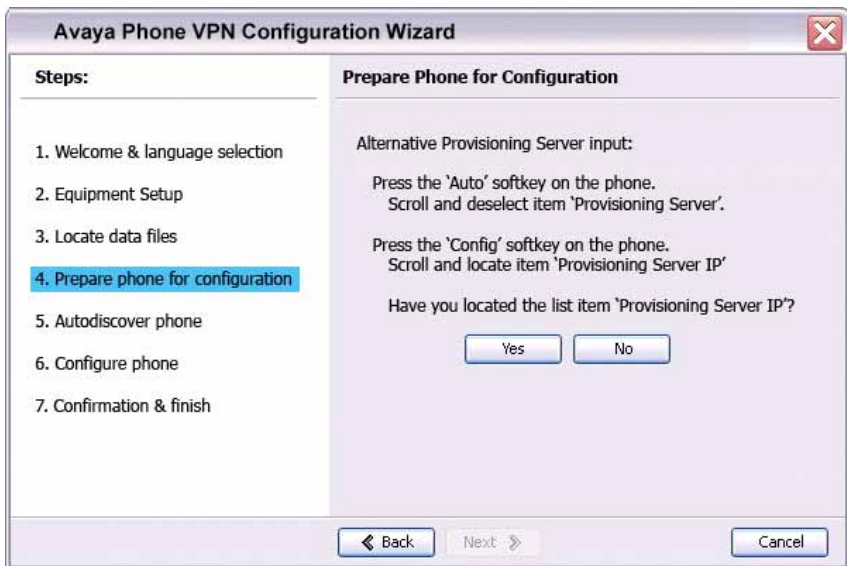 Avaya Phone VPN Configuration Wizard
Steps:
1. Welcome & language selection
2. Equipment Setup
3. Locate data files
4. Prepare phone for configuration
5. Autodiscover phone
6. Configure phone
7. Confirmation & finish
Prepare Phone for Configuration
Alternative Provisioning Server input:
Press the ‘Auto’ softkey on the phone.
Scroll and deselect item ‘Provisioning Server’.
Press the ‘Config’ softkey on the phone.
Scroll and locate item ‘Provisioning Server IP’
Have you located the list item ‘Provisioning Server IP’?
Yes
No
Back
Next
Cancel